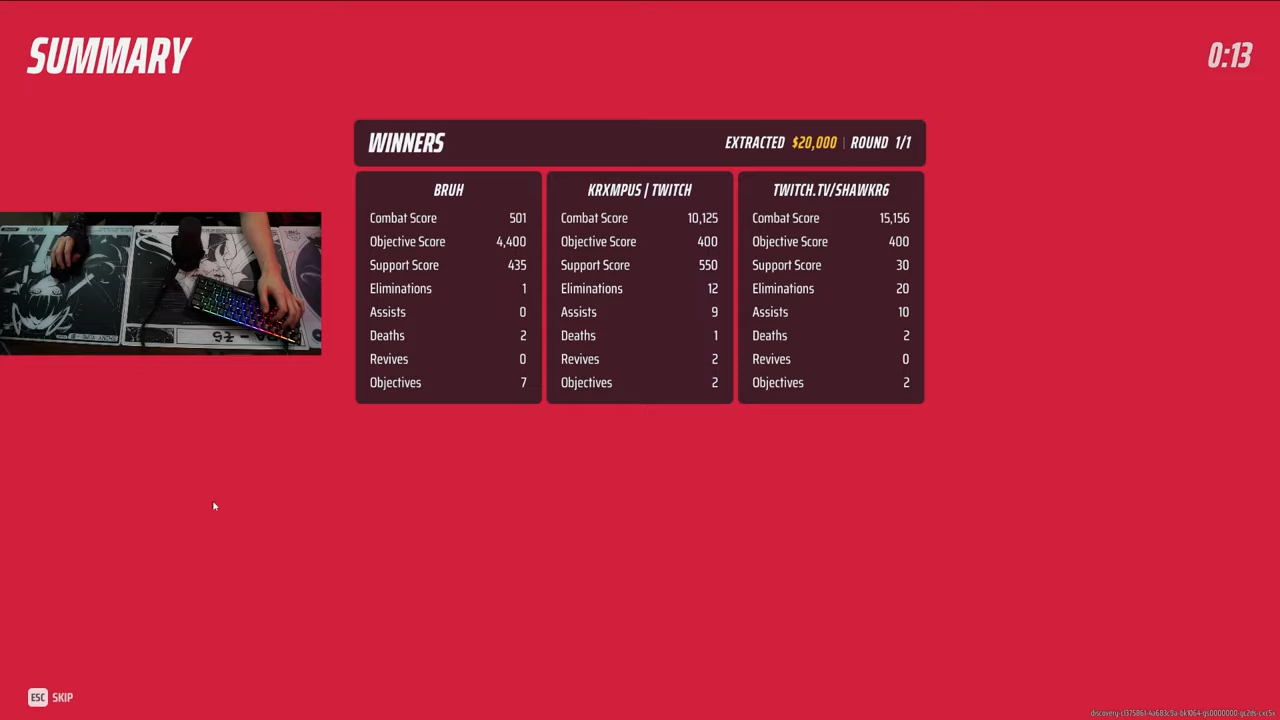 SUMMARY
0:13
WINNERS
EXTRACTED $20,000 | ROUND 1/1
BRUH
Combat Score 501
Objective Score 4,400
Support Score 435
Eliminations 1
Assists 0
Deaths 2
Revives 0
Objectives 7
KRXMPUS | TWITCH
Combat Score 10,125
Objective Score 400
Support Score 550
Eliminations 12
Assists 9
Deaths 1
Revives 2
Objectives 2
TWITCH.TV/SHAWKR6
Combat Score 15,156
Objective Score 400
Support Score 30
Eliminations 20
Assists 10
Deaths 2
Revives 0
Objectives 2
ESC SKIP